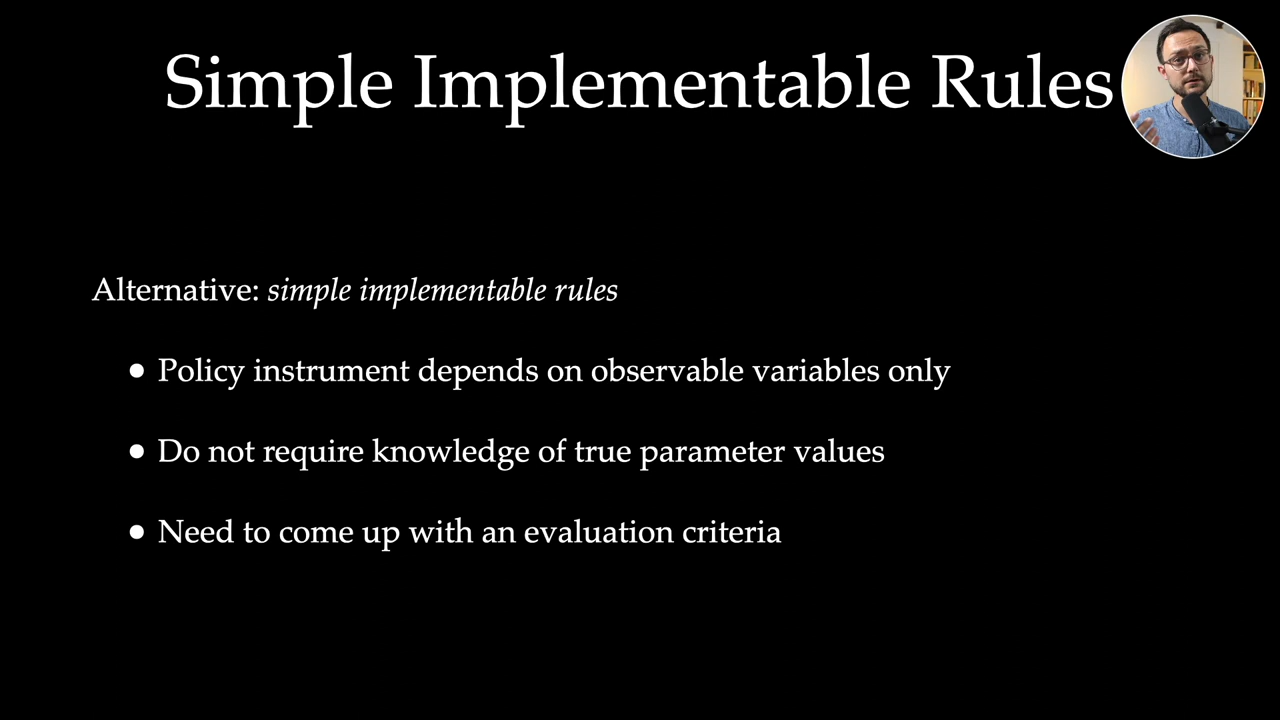 Simple Implementable Rules
Alternative: simple implementable rules
• Policy instrument depends on observable variables only
• Do not require knowledge of true parameter values
• Need to come up with an evaluation criteria